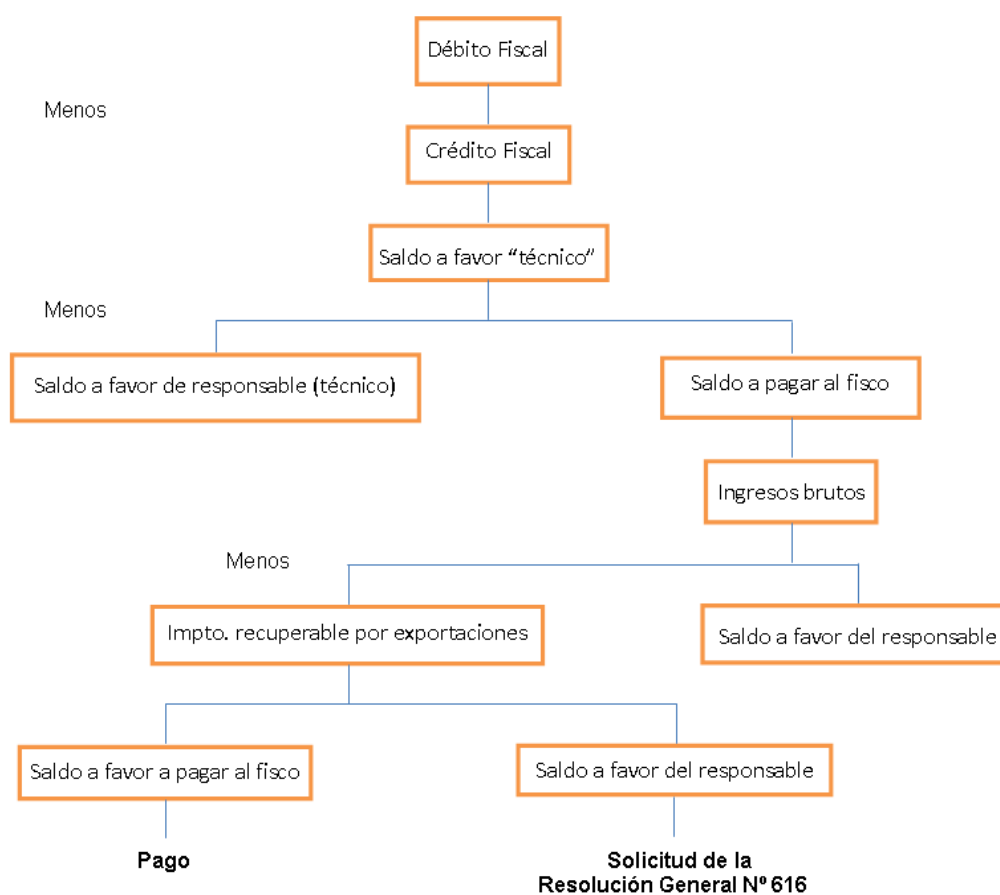 Débito Fiscal
Menos
Crédito Fiscal
Saldo a favor “técnico”
Menos
Saldo a favor de responsable (técnico)
Saldo a pagar al fisco
Ingresos brutos
Menos
Impto. recuperable por exportaciones
Saldo a favor del responsable
Saldo a favor a pagar al fisco
Saldo a favor del responsable
Pago
Solicitud de la
Resolución General Nº 616